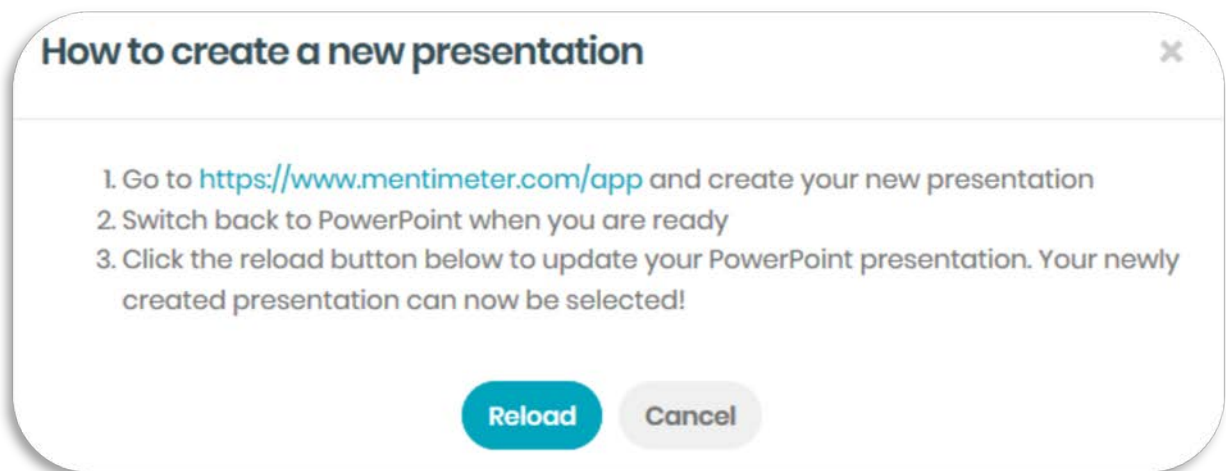 How to create a new presentation
1. Go to https://www.mentimeter.com/app and create your new presentation
2. Switch back to PowerPoint when you are ready
3. Click the reload button below to update your PowerPoint presentation. Your newly
created presentation can now be selected!
Reload Cancel